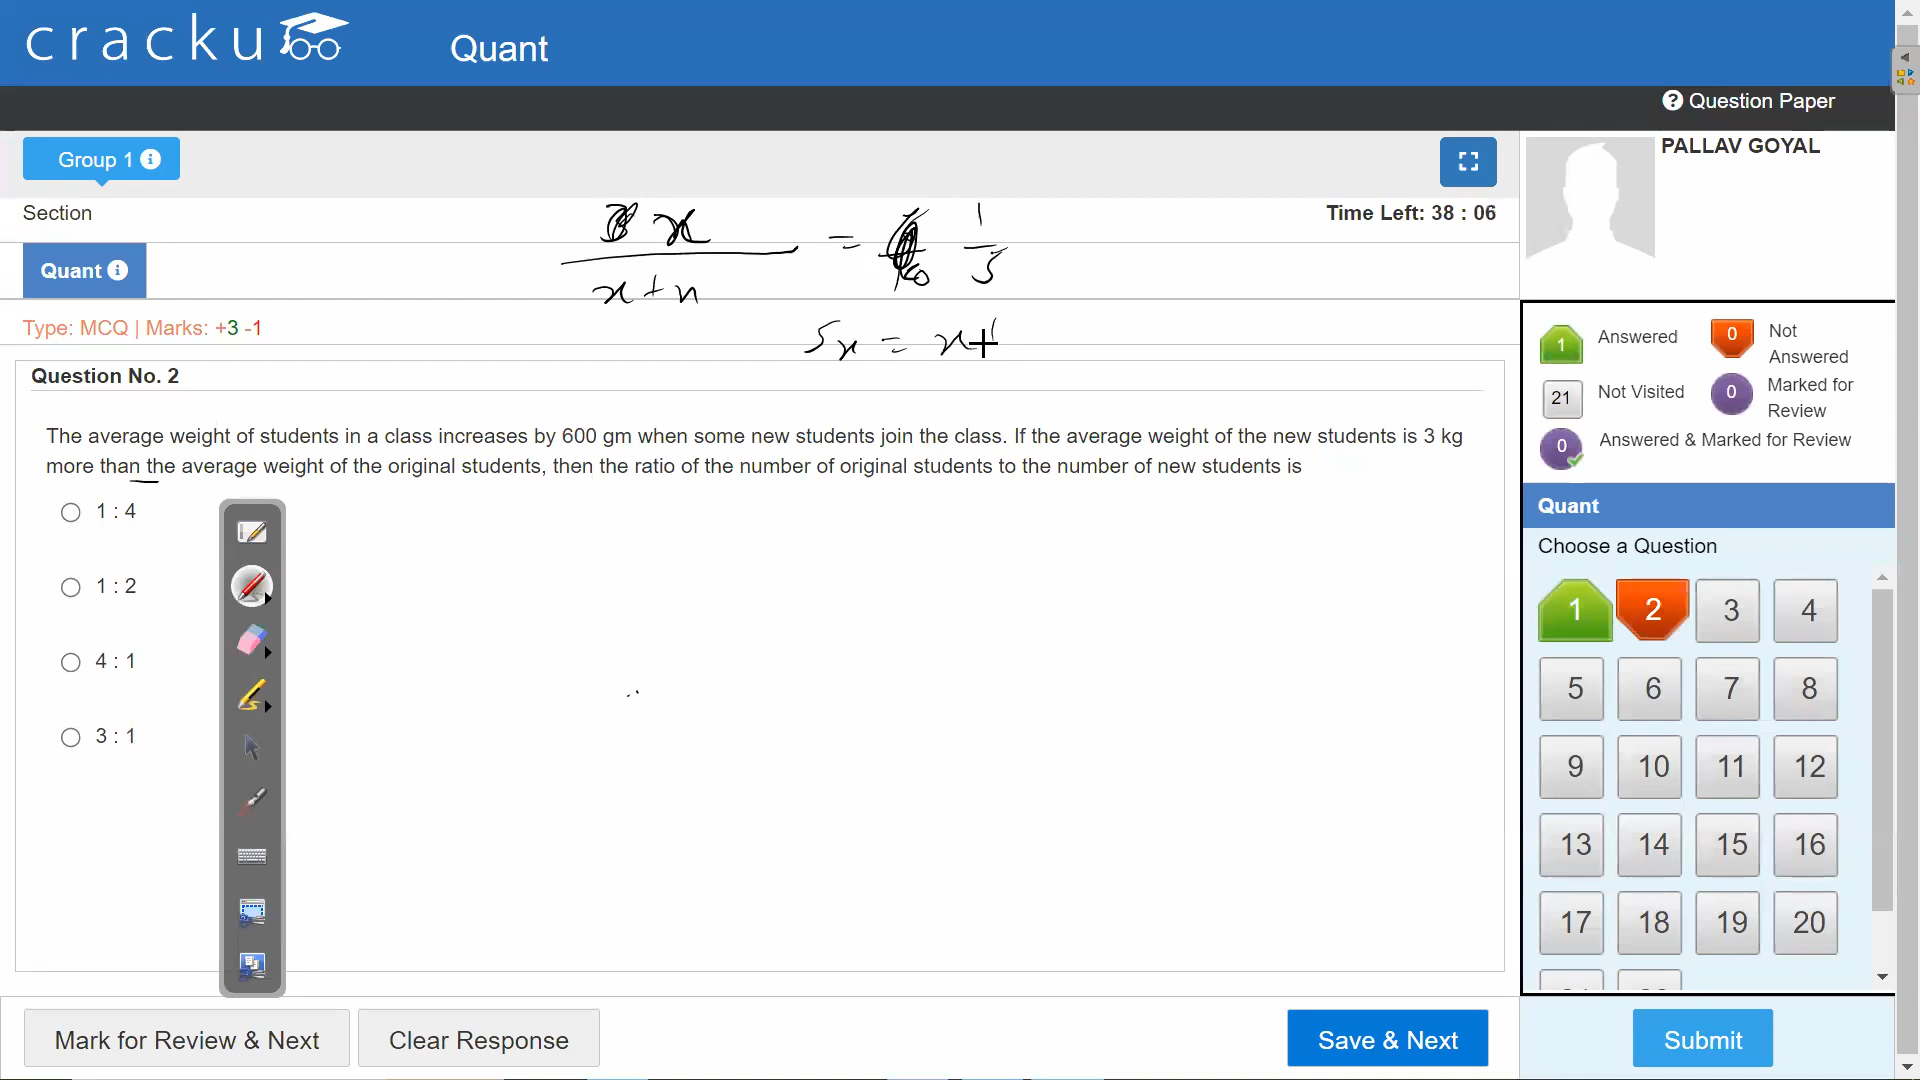 cracku
Quant
Question Paper
Group 1
PALLAV GOYAL
Section
Time Left: 38 : 06
x
x + n
=
1
5
Quant
5x = x +
Type: MCQ | Marks: +3 -1
Question No. 2
The average weight of students in a class increases by 600 gm when some new students join the class. If the average weight of the new students is 3 kg
more than the average weight of the original students, then the ratio of the number of original students to the number of new students is
1 : 4
1 : 2
4 : 1
3 : 1
1 Answered
0 Not Answered
21 Not Visited
0 Marked for Review
0 Answered & Marked for Review
Quant
Choose a Question
1 2 3 4
5 6 7 8
9 10 11 12
13 14 15 16
17 18 19 20
Mark for Review & Next
Clear Response
Save & Next
Submit